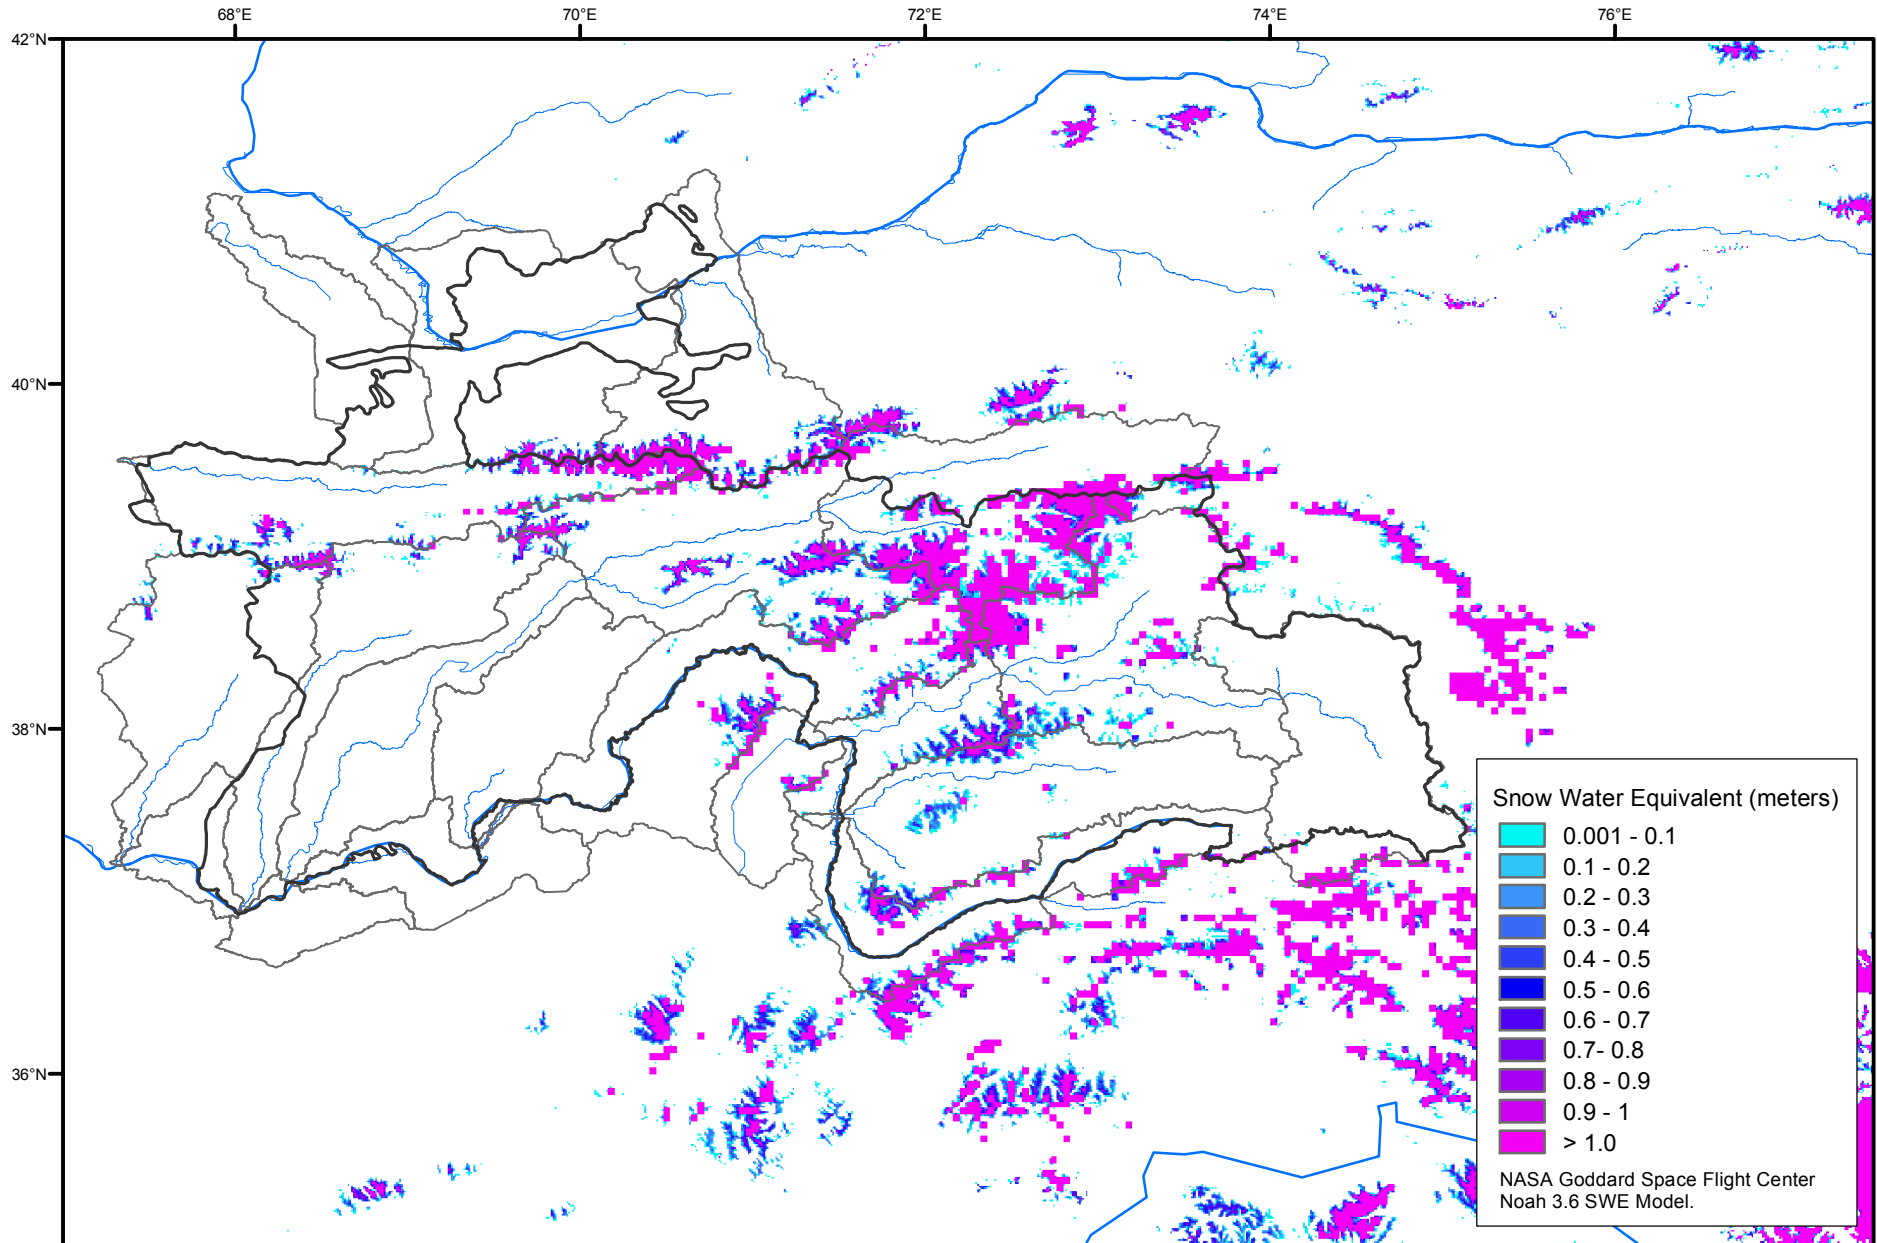 68°E
70°E
72°E
74°E
76°E
42°N
40°N
38°N
36°N
Snow Water Equivalent (meters)
0.001 - 0.1
0.1 - 0.2
0.2 - 0.3
0.3 - 0.4
0.4 - 0.5
0.5 - 0.6
0.6 - 0.7
0.7- 0.8
0.8 - 0.9
0.9 - 1
> 1.0
NASA Goddard Space Flight Center
Noah 3.6 SWE Model.